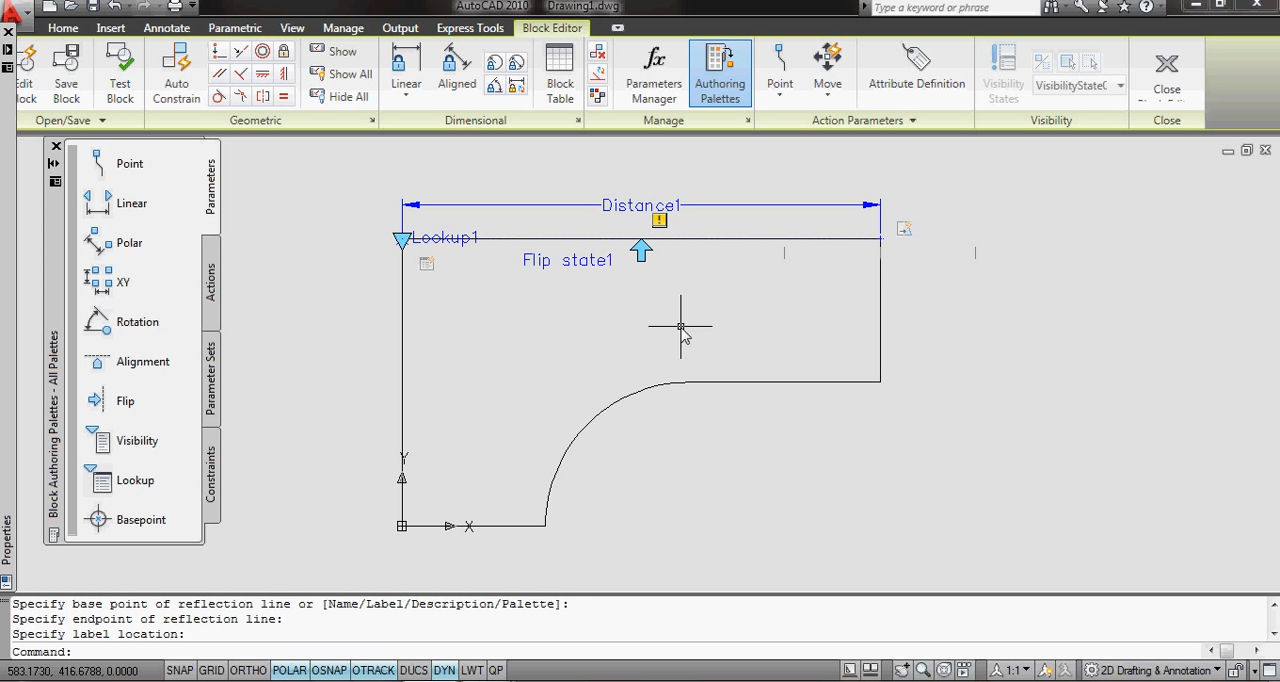 AutoCAD 2010 Drawing1.dwg
Type a keyword or phrase
Home Insert Annotate Parametric View Manage Output Express Tools Block Editor
Edit Block
Save Block
Test Block
Auto Constrain
Show
Show All
Hide All
Linear
Aligned
Block Table
fx
Parameters Manager
Authoring Palettes
Point
Move
Attribute Definition
Visibility States
VisibilityStateC
Close
Open/Save Geometric Dimensional Manage Action Parameters Visibility Close
Point
Linear
Polar
XY
Rotation
Alignment
Flip
Visibility
Lookup
Basepoint
Parameters
Actions
Parameter Sets
Constraints
Block Authoring Palettes - All Palettes
Properties
Distance1
Lookup1
Flip state1
Y
X
Specify base point of reflection line or [Name/Label/Description/Palette]:
Specify endpoint of reflection line:
Specify label location:
Command:
583.1730, 416.6788, 0.0000 SNAP GRID ORTHO POLAR OSNAP OTRACK DUCS DYN LWT QP 1:1 2D Drafting & Annotation